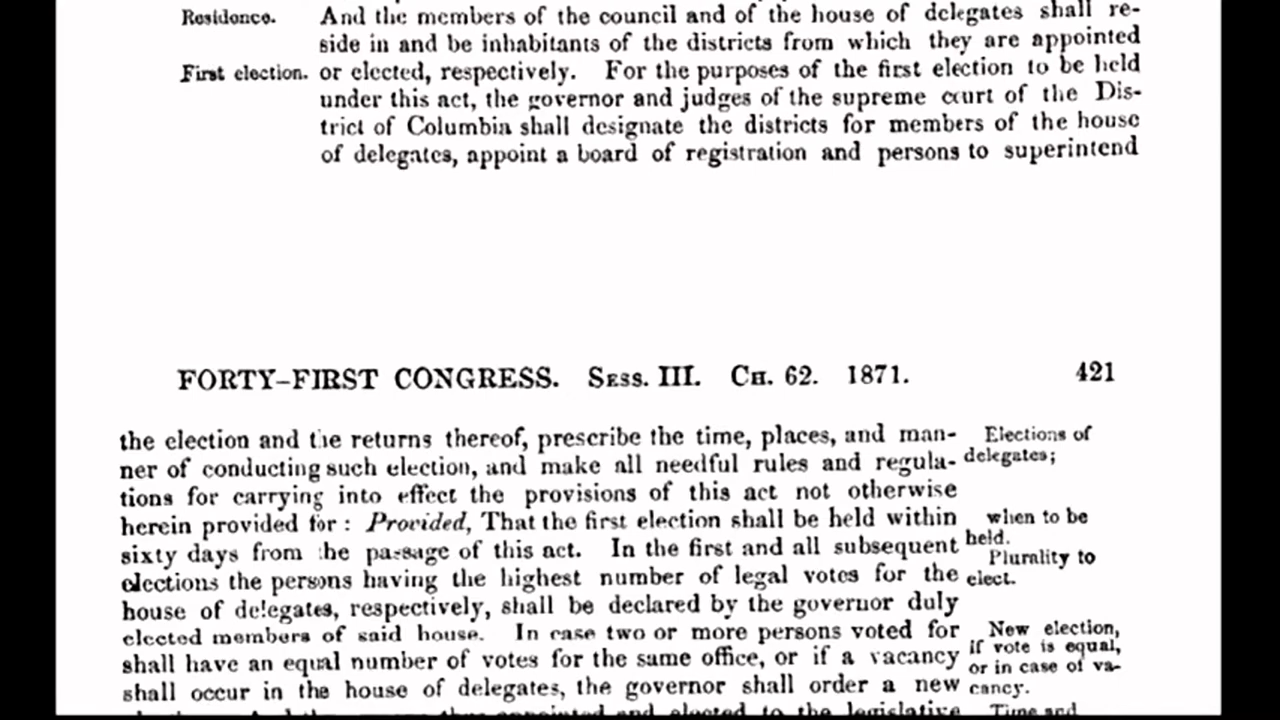 Residence. And the members of the council and of the house of delegates shall re-
side in and be inhabitants of the districts from which they are appointed
First election. or elected, respectively. For the purposes of the first election to be held
under this act, the governor and judges of the supreme court of the Dis-
trict of Columbia shall designate the districts for members of the house
of delegates, appoint a board of registration and persons to superintend
FORTY–FIRST CONGRESS. SESS. III. CH. 62. 1871. 421
the election and the returns thereof, prescribe the time, places, and man-
Elections of
ner of conducting such election, and make all needful rules and regula-
delegates;
tions for carrying into effect the provisions of this act not otherwise
herein provided for: Provided, That the first election shall be held within
when to be
sixty days from the passage of this act. In the first and all subsequent
held.
Plurality to
elections the persons having the highest number of legal votes for the
elect.
house of delegates, respectively, shall be declared by the governor duly
elected members of said house. In case two or more persons voted for
New election,
shall have an equal number of votes for the same office, or if a vacancy
if vote is equal,
or in case of va-
shall occur in the house of delegates, the governor shall order a new
cancy.
appointed and elected to the legislative
Time and